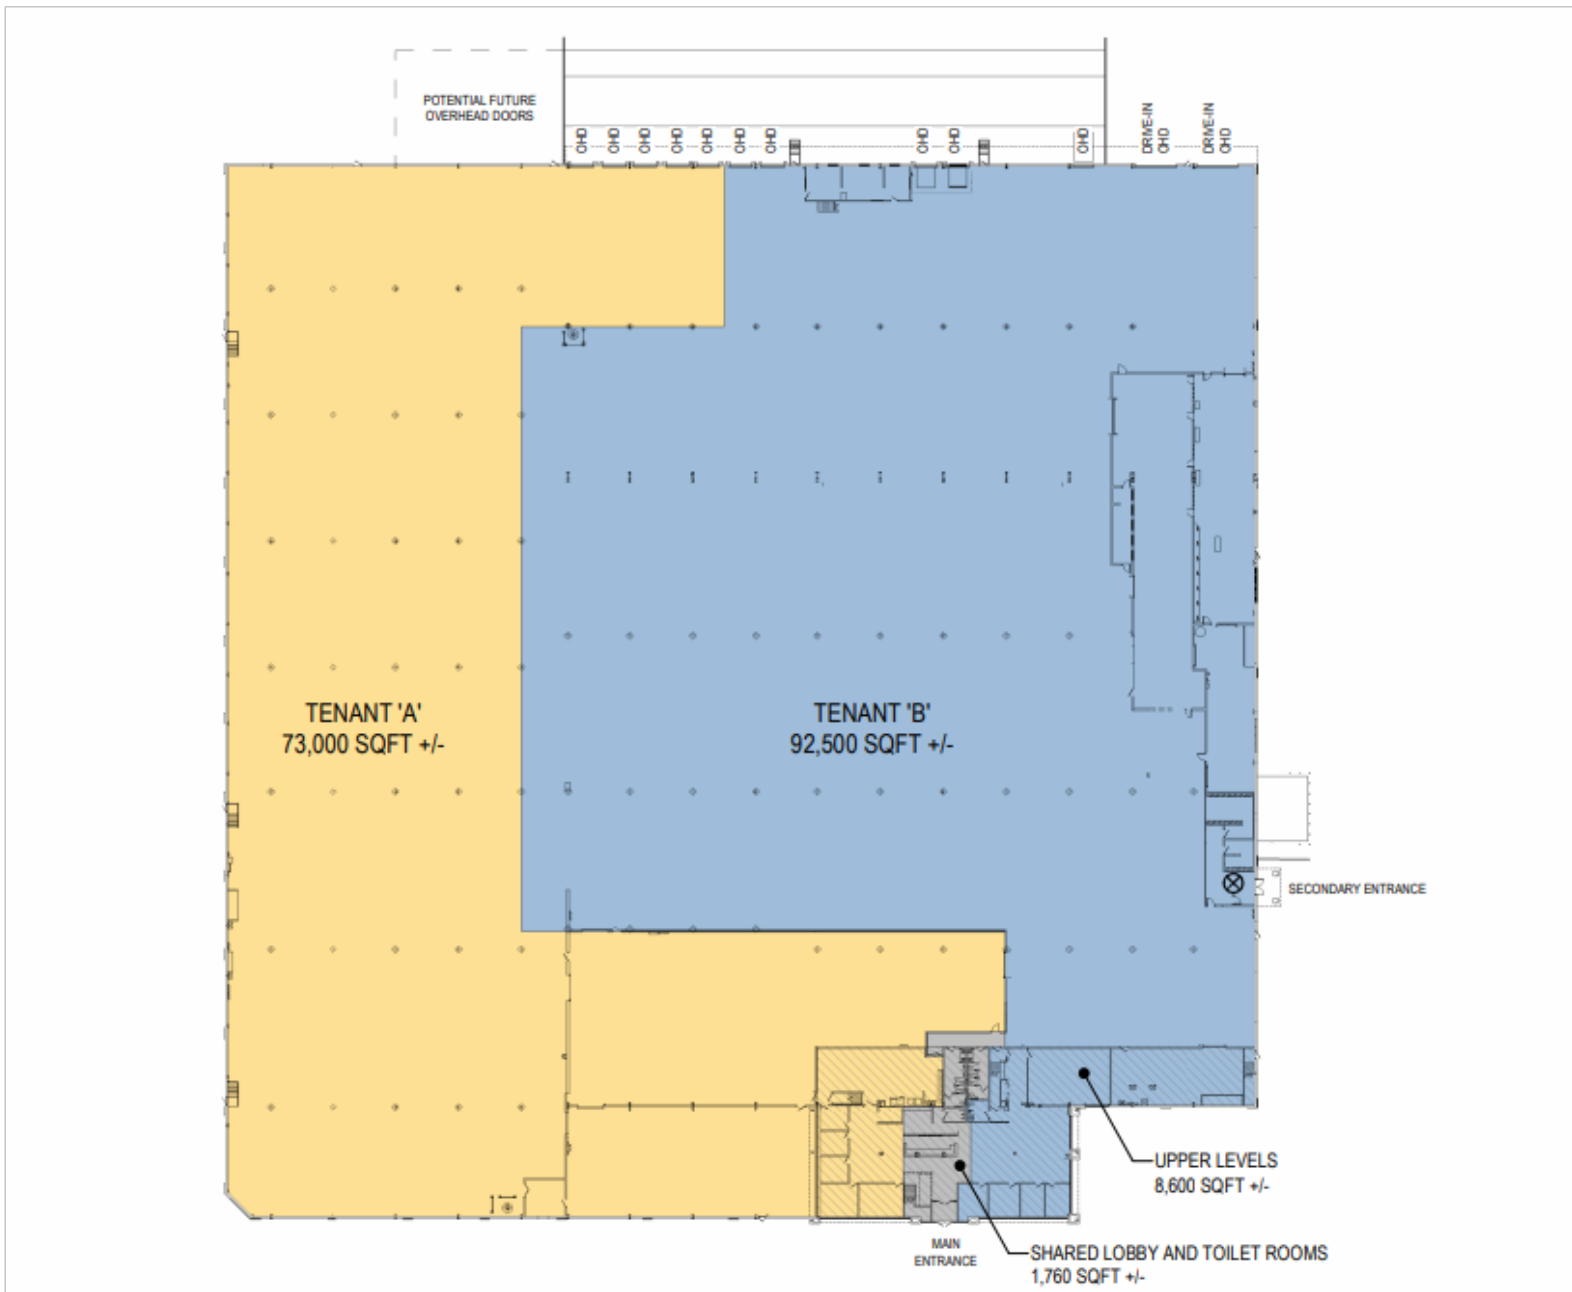 POTENTIAL FUTURE
OVERHEAD DOORS
OHD
OHD
OHD
OHD
OHD
OHD
OHD
OHD
OHD
OHD
DRIVE-IN
OHD
DRIVE-IN
OHD
TENANT 'A'
73,000 SQFT +/-
TENANT 'B'
92,500 SQFT +/-
SECONDARY ENTRANCE
UPPER LEVELS
8,600 SQFT +/-
MAIN
ENTRANCE
SHARED LOBBY AND TOILET ROOMS
1,760 SQFT +/-